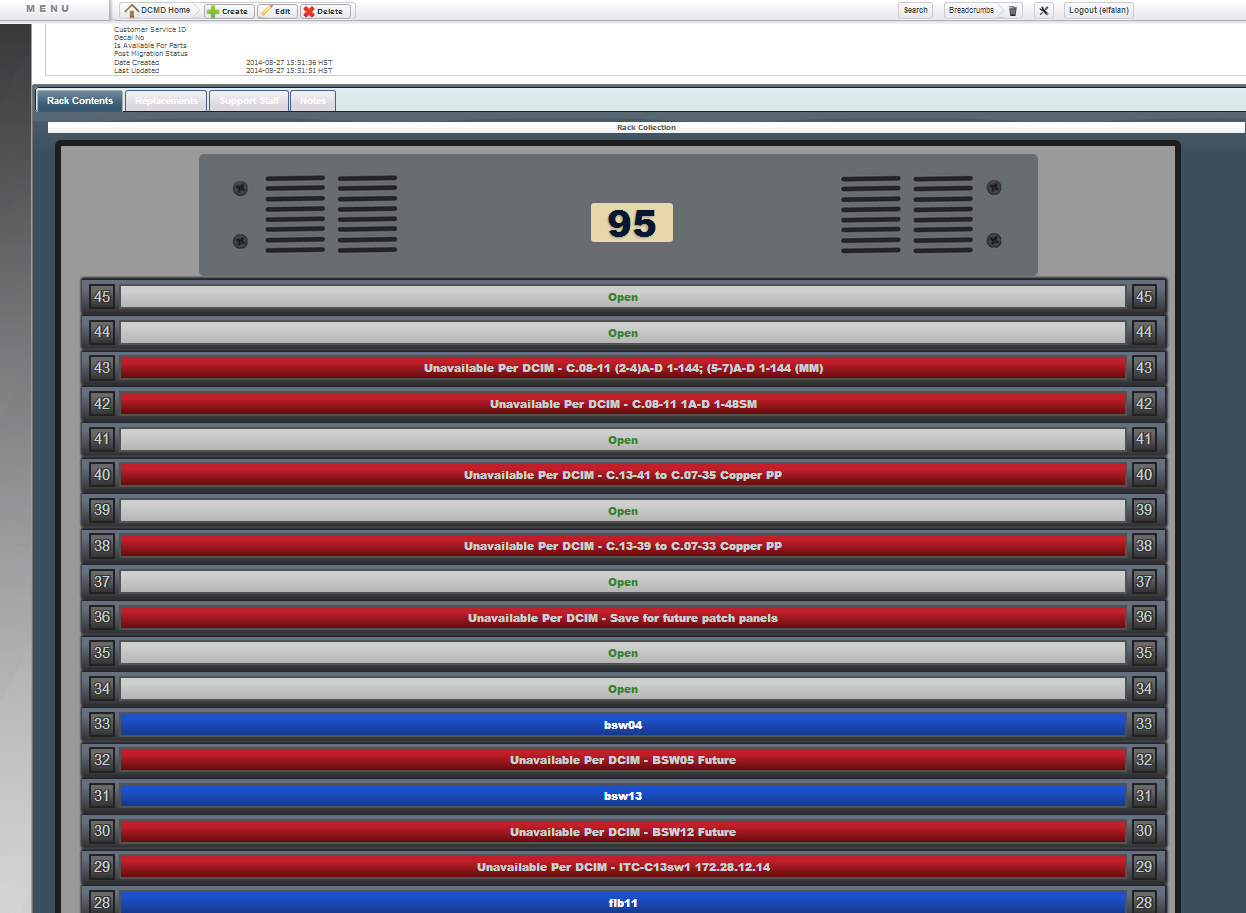 MENU
DCMD Home Create Edit Delete Search Breadcrumbs Logout (elfaian)
Customer Service ID
Decal No
Is Available For Parts
Post Migration Status
Date Created 2014-08-27 15:51:36 HST
Last Updated 2014-08-27 15:51:51 HST
Rack Contents Replacements Support Staff Notes
Rack Collection
95
45 Open 45
44 Open 44
43 Unavailable Per DCIM - C.08-11 (2-4)A-D 1-144; (5-7)A-D 1-144 (MM) 43
42 Unavailable Per DCIM - C.08-11 1A-D 1-48SM 42
41 Open 41
40 Unavailable Per DCIM - C.13-41 to C.07-35 Copper PP 40
39 Open 39
38 Unavailable Per DCIM - C.13-39 to C.07-33 Copper PP 38
37 Open 37
36 Unavailable Per DCIM - Save for future patch panels 36
35 Open 35
34 Open 34
33 bsw04 33
32 Unavailable Per DCIM - BSW05 Future 32
31 bsw13 31
30 Unavailable Per DCIM - BSW12 Future 30
29 Unavailable Per DCIM - ITC-C13sw1 172.28.12.14 29
28 flb11 28